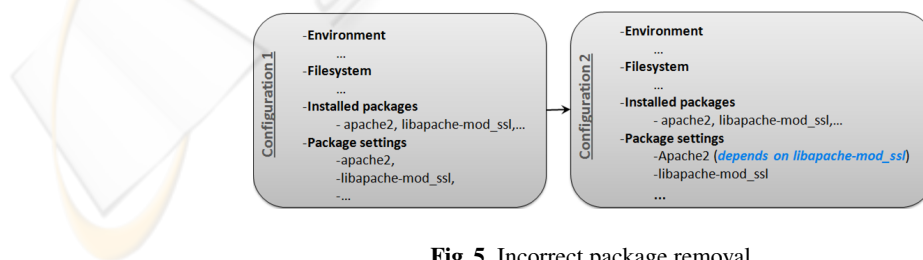 Configuration 1
-Environment
...
-Filesystem
...
-Installed packages
- apache2, libapache-mod_ssl,...
-Package settings
-apache2,
-libapache-mod_ssl,
-...
Configuration 2
-Environment
...
-Filesystem
...
-Installed packages
- apache2, libapache-mod_ssl,...
-Package settings
-Apache2 (depends on libapache-mod_ssl)
-libapache-mod_ssl
...
Fig. 5. Incorrect package removal